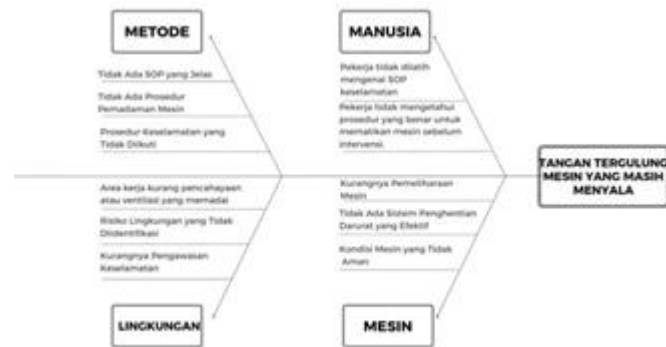 METODE
Tidak Ada SOP yang Jelas
Tidak Ada Prosedur
Pemadaman Mesin
Prosedur Keselamatan yang
Tidak Diikuti
MANUSIA
Pekerja tidak dilatih
mengenai SOP
keselamatan
Pekerja tidak mengetahui
prosedur yang benar untuk
mematikan mesin sebelum
intervensi.
TANGAN TERGULUNG
MESIN YANG MASIH
MENYALA
Area kerja kurang pencahayaan
atau ventilasi yang memadai
Risiko Lingkungan yang Tidak
Diidentifikasi
Kurangnya Pengawasan
Keselamatan
LINGKUNGAN
Kurangnya Pemeliharaan
Mesin
Tidak Ada Sistem Penghentian
Darurat yang Efektif
Kondisi Mesin yang Tidak
Aman
MESIN